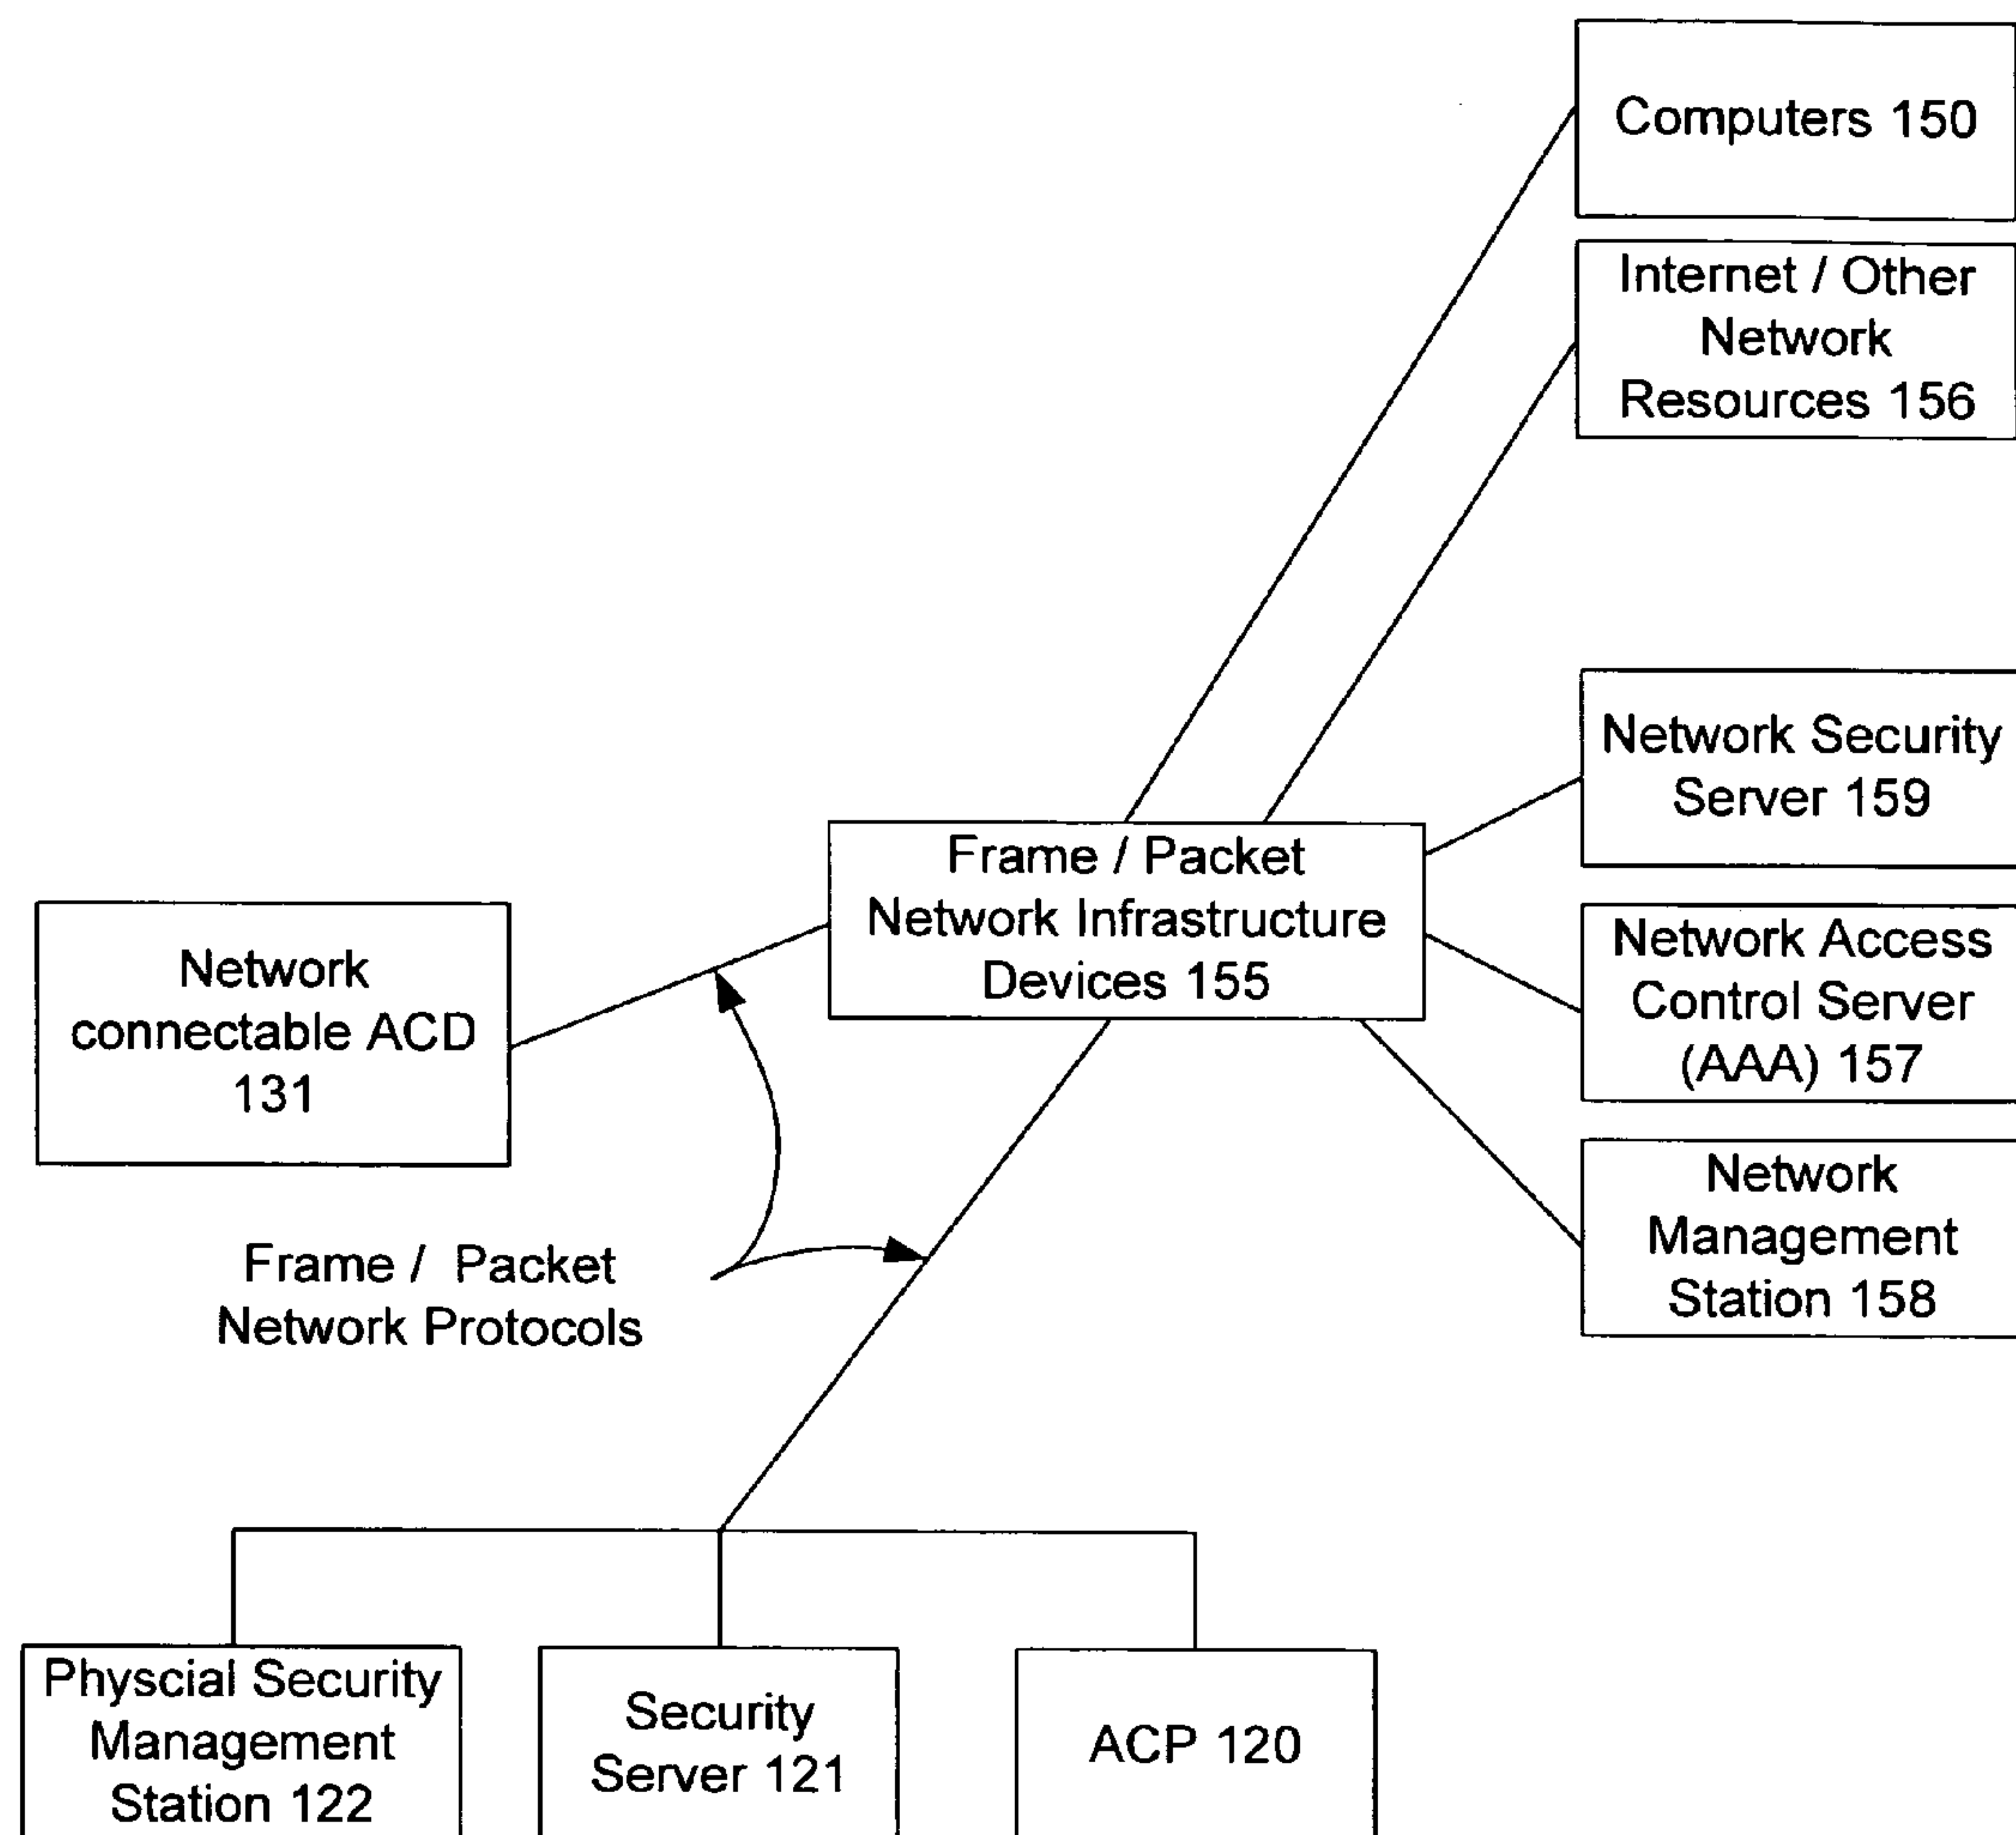 Computers 150
Internet / Other
Network
Resources 156
Network Security
Server 159
Frame / Packet
Network Infrastructure
Devices 155
Network
connectable ACD
131
Network Access
Control Server
(AAA) 157
Network
Management
Station 158
Frame / Packet
Network Protocols
Physcial Security
Management
Station 122
Security
Server 121
ACP 120